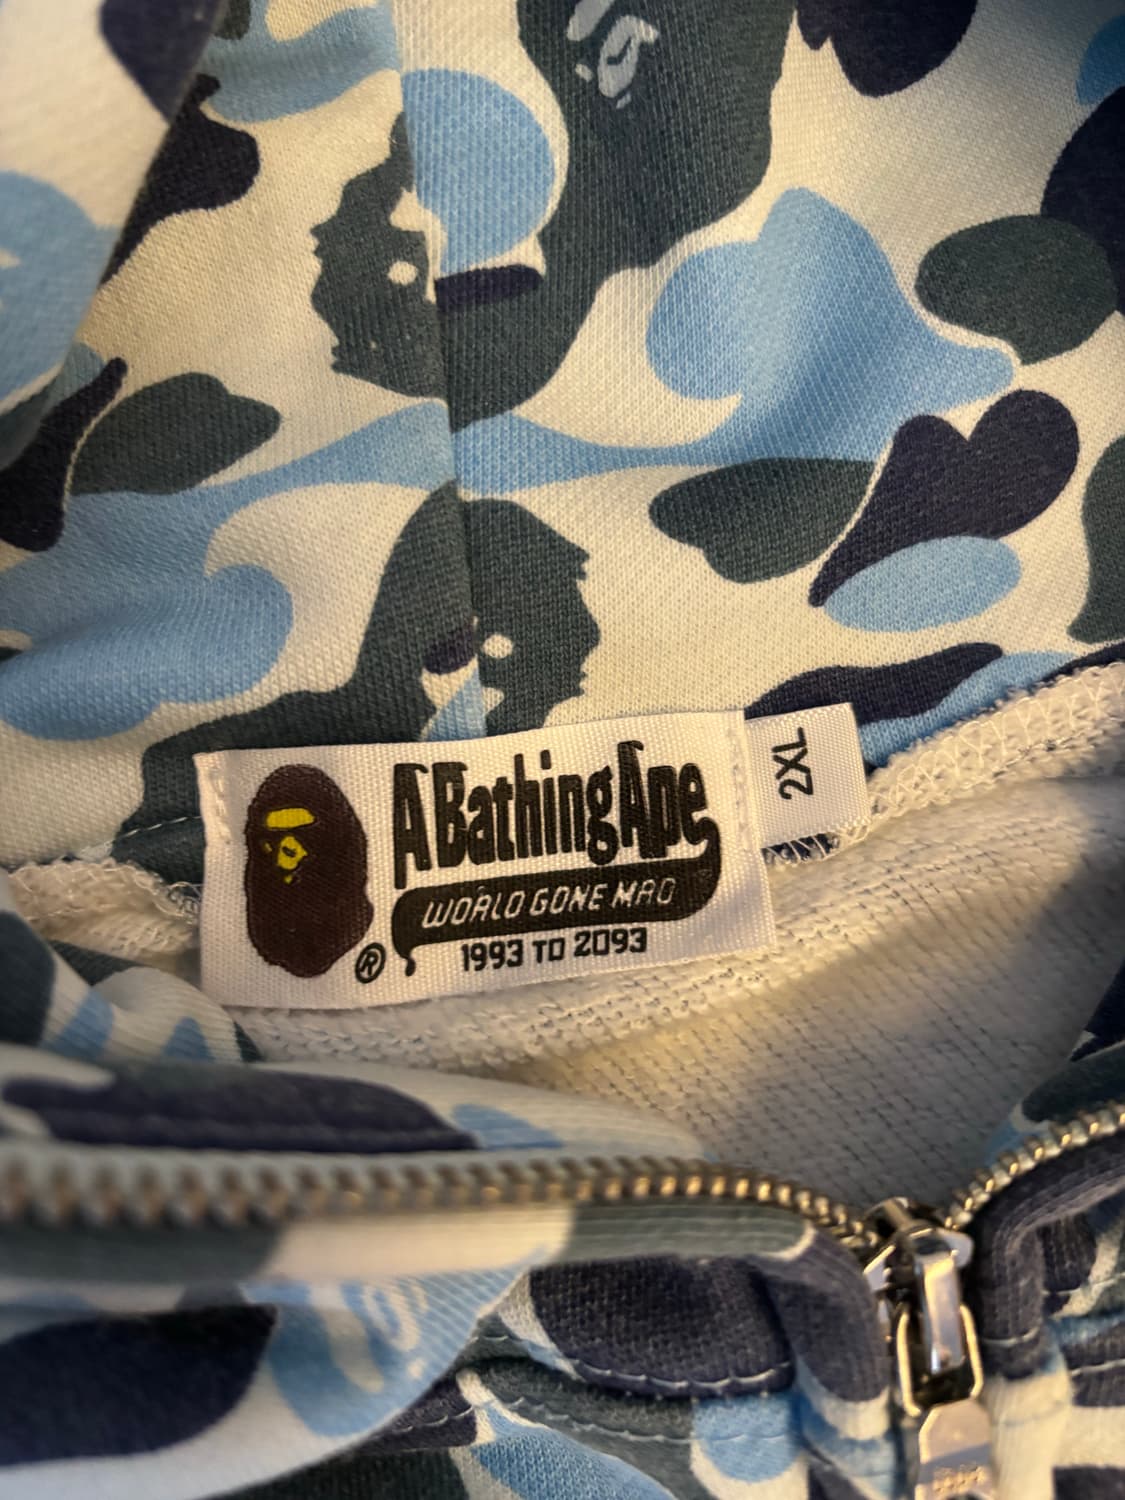 A Bathing Ape
WORLD GONE MAD
1993 TO 2093
®
2XL